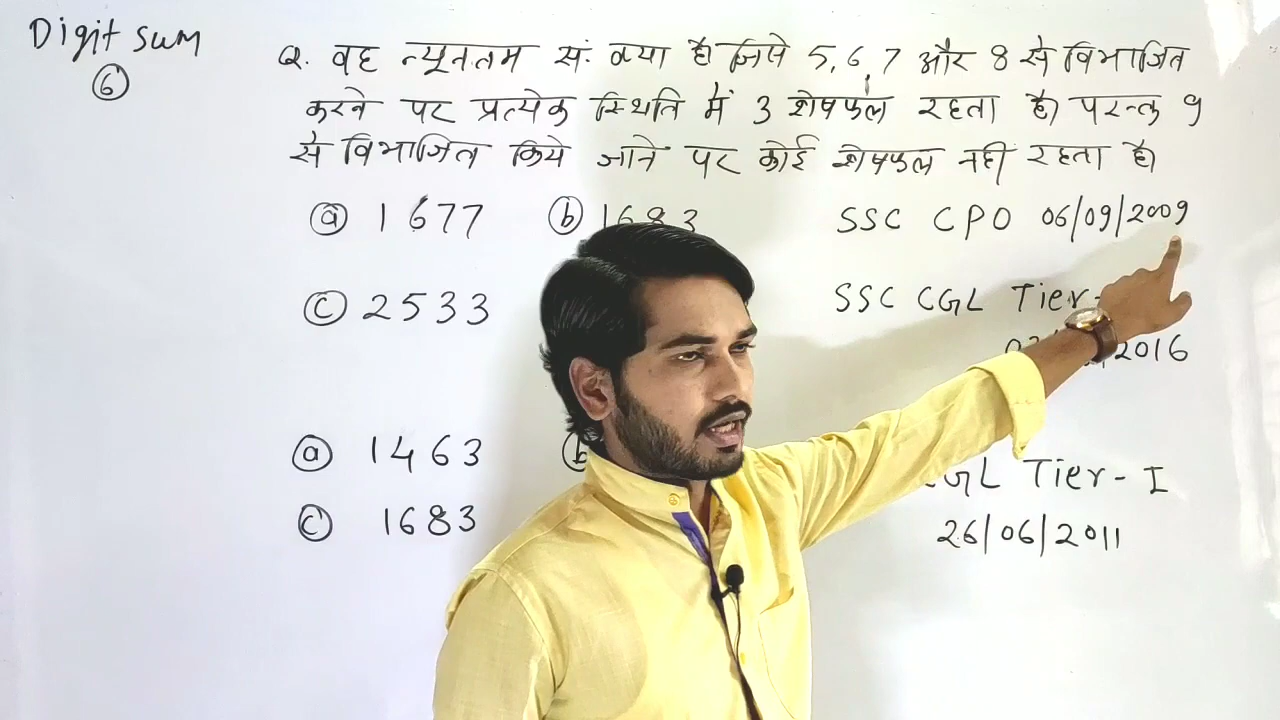 Digit sum
⑥
Q. वह न्यूनतम सं. क्या है। जिसे 5, 6, 7 और 8 से विभाजित
करने पर प्रत्येक स्थिति में 3 शेषफल रहता है। परन्तु 9
से विभाजित किये जाने पर कोई शेषफल नही रहता है।
ⓐ 1677 ⓑ 1683 SSC CPO 06/09/2009
ⓒ 2533 SSC CGL Tier-
2016
ⓐ 1463 ⓑ CGL Tier-I
ⓒ 1683 26/06/2011